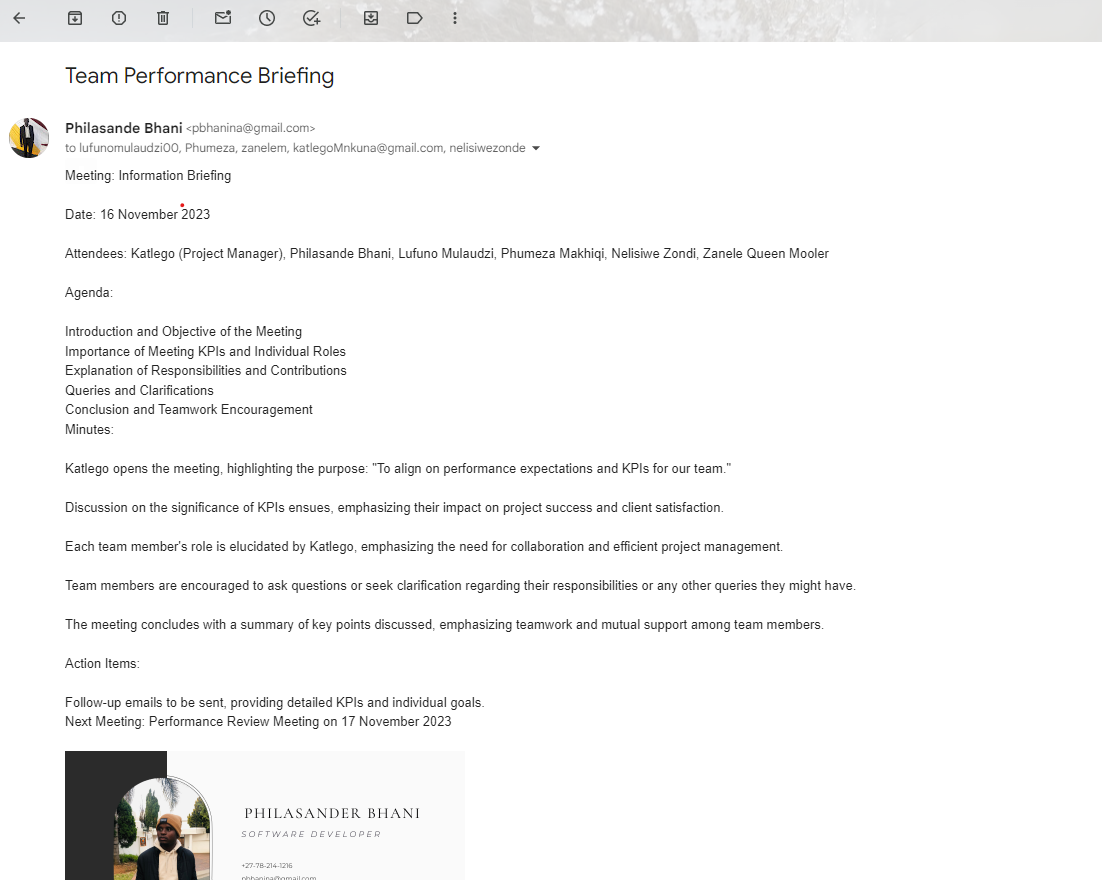 Team Performance Briefing
Philasande Bhani <pbhanina@gmail.com>
to lufunomulaudzi00, Phumeza, zanelem, katlegoMnkuna@gmail.com, nelisiwezonde
Meeting: Information Briefing
Date: 16 November 2023
Attendees: Katlego (Project Manager), Philasande Bhani, Lufuno Mulaudzi, Phumeza Makhiqi, Nelisiwe Zondi, Zanele Queen Mooler
Agenda:
Introduction and Objective of the Meeting
Importance of Meeting KPIs and Individual Roles
Explanation of Responsibilities and Contributions
Queries and Clarifications
Conclusion and Teamwork Encouragement
Minutes:
Katlego opens the meeting, highlighting the purpose: "To align on performance expectations and KPIs for our team."
Discussion on the significance of KPIs ensues, emphasizing their impact on project success and client satisfaction.
Each team member's role is elucidated by Katlego, emphasizing the need for collaboration and efficient project management.
Team members are encouraged to ask questions or seek clarification regarding their responsibilities or any other queries they might have.
The meeting concludes with a summary of key points discussed, emphasizing teamwork and mutual support among team members.
Action Items:
Follow-up emails to be sent, providing detailed KPIs and individual goals.
Next Meeting: Performance Review Meeting on 17 November 2023
PHILASANDER BHANI
SOFTWARE DEVELOPER
+27-78-214-1216
pbhanina@gmail.com